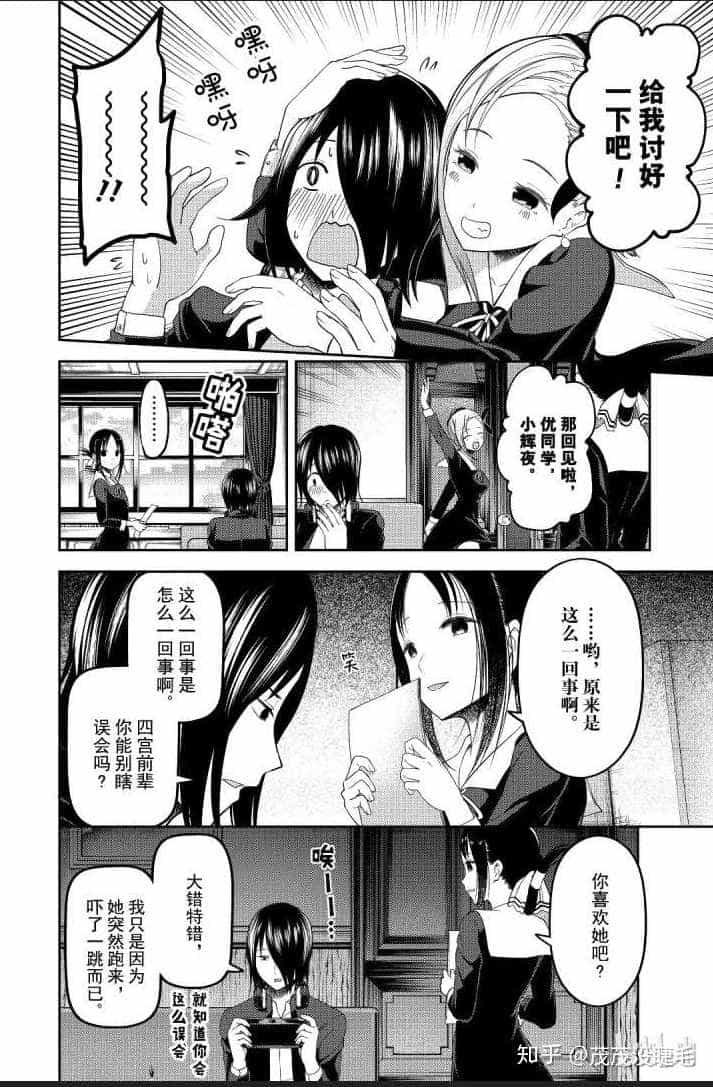 给我讨好
一下吧！
嘿呀
嘿呀
～～！！
那回见啦，
优同学，
小辉夜。
啪
嗒
………
……哟，原来是
这么一回事啊。
笑
这么一回事是
怎么一回事啊。
四宫前辈
你能别瞎
误会吗？
你喜欢她吧？
唉ーー…
大错特错，
我只是因为
她突然跑来，
吓了一跳而已。
就知道你会
这么误会
知乎 @茂茂没睫毛